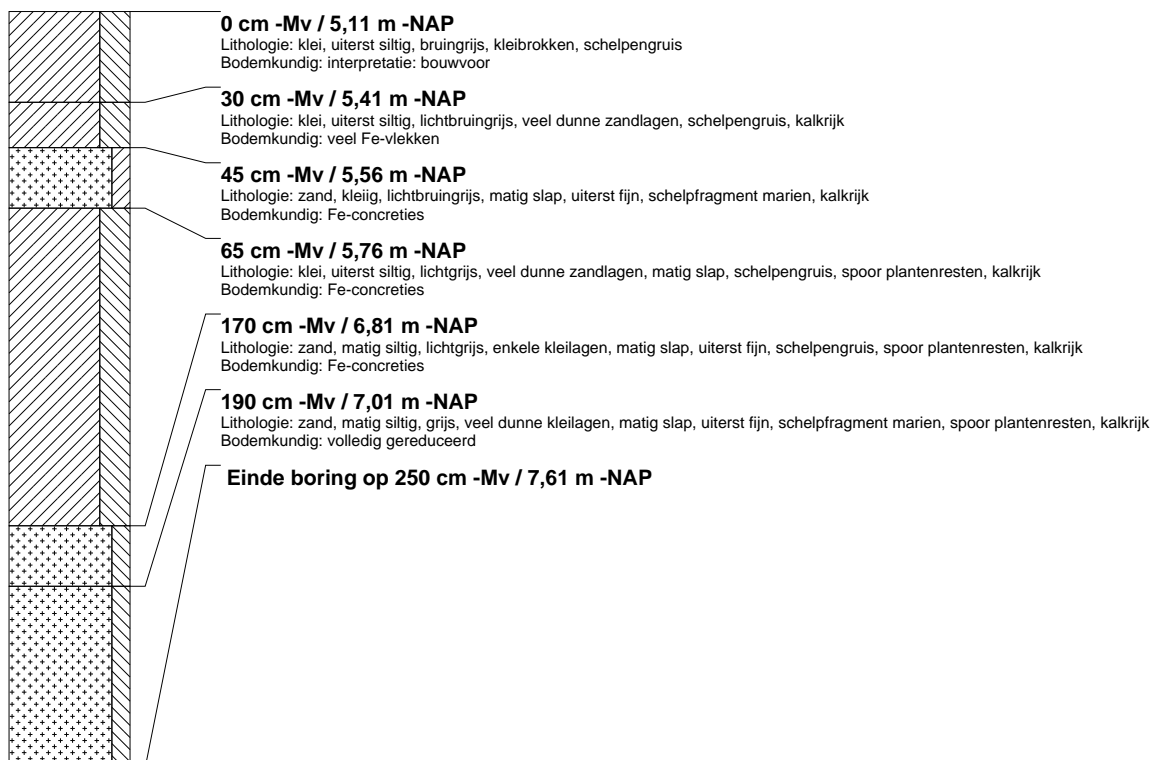 0 cm -Mv / 5,11 m -NAP
Lithologie: klei, uiterst siltig, bruingrijs, kleibrokken, schelpengruis
Bodemkundig: interpretatie: bouwvoor
30 cm -Mv / 5,41 m -NAP
Lithologie: klei, uiterst siltig, lichtbruingrijs, veel dunne zandlagen, schelpengruis, kalkrijk
Bodemkundig: veel Fe-vlekken
45 cm -Mv / 5,56 m -NAP
Lithologie: zand, kleiig, lichtbruingrijs, matig slap, uiterst fijn, schelpfragment marien, kalkrijk
Bodemkundig: Fe-concreties
65 cm -Mv / 5,76 m -NAP
Lithologie: klei, uiterst siltig, lichtgrijs, veel dunne zandlagen, matig slap, schelpengruis, spoor plantenresten, kalkrijk
Bodemkundig: Fe-concreties
170 cm -Mv / 6,81 m -NAP
Lithologie: zand, matig siltig, lichtgrijs, enkele kleilagen, matig slap, uiterst fijn, schelpengruis, spoor plantenresten, kalkrijk
Bodemkundig: Fe-concreties
190 cm -Mv / 7,01 m -NAP
Lithologie: zand, matig siltig, grijs, veel dunne kleilagen, matig slap, uiterst fijn, schelpfragment marien, spoor plantenresten, kalkrijk
Bodemkundig: volledig gereduceerd
Einde boring op 250 cm -Mv / 7,61 m -NAP